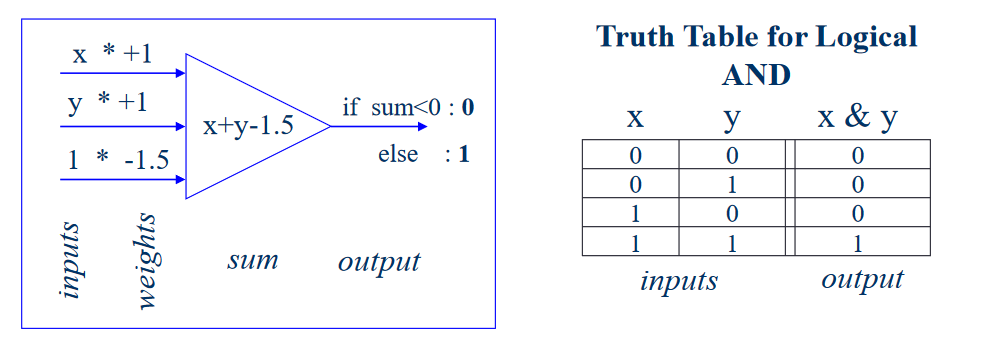 x * +1
y * +1
1 * -1.5
x+y-1.5
if sum<0 : 0
else : 1
inputs
weights
sum
output
Truth Table for Logical
AND
x y x & y
0 0 0
0 1 0
1 0 0
1 1 1
inputs output